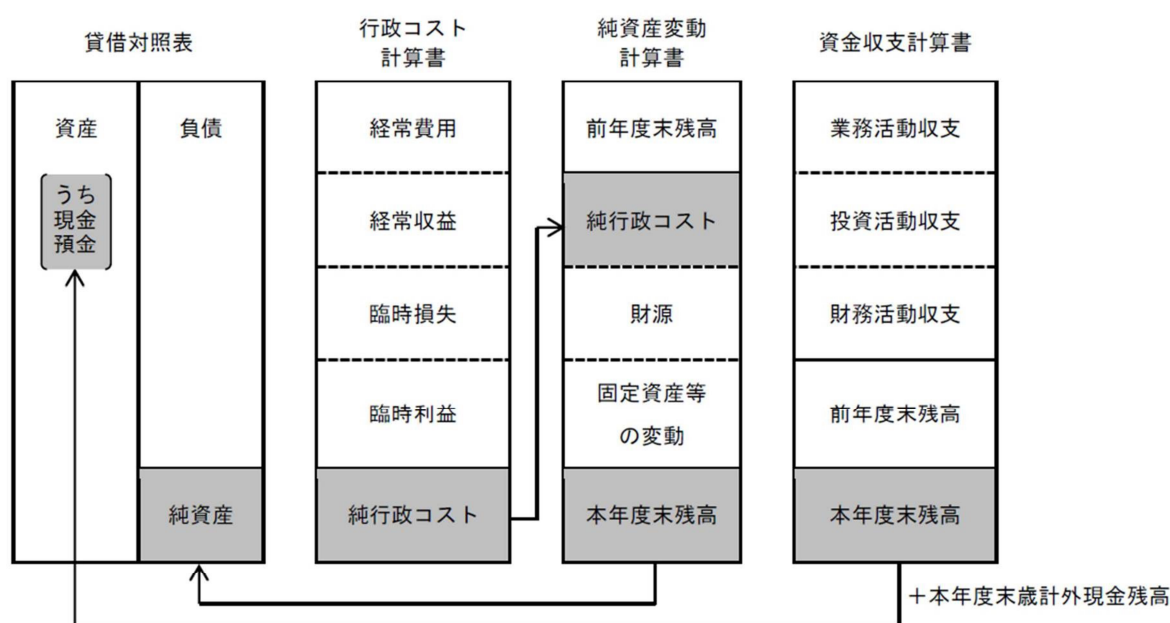 貸借対照表
資産
うち
現金
預金
負債
純資産
行政コスト
計算書
経常費用
経常収益
臨時損失
臨時利益
純行政コスト
純資産変動
計算書
前年度末残高
純行政コスト
財源
固定資産等
の変動
本年度末残高
資金収支計算書
業務活動収支
投資活動収支
財務活動収支
前年度末残高
本年度末残高
＋本年度末歳計外現金残高